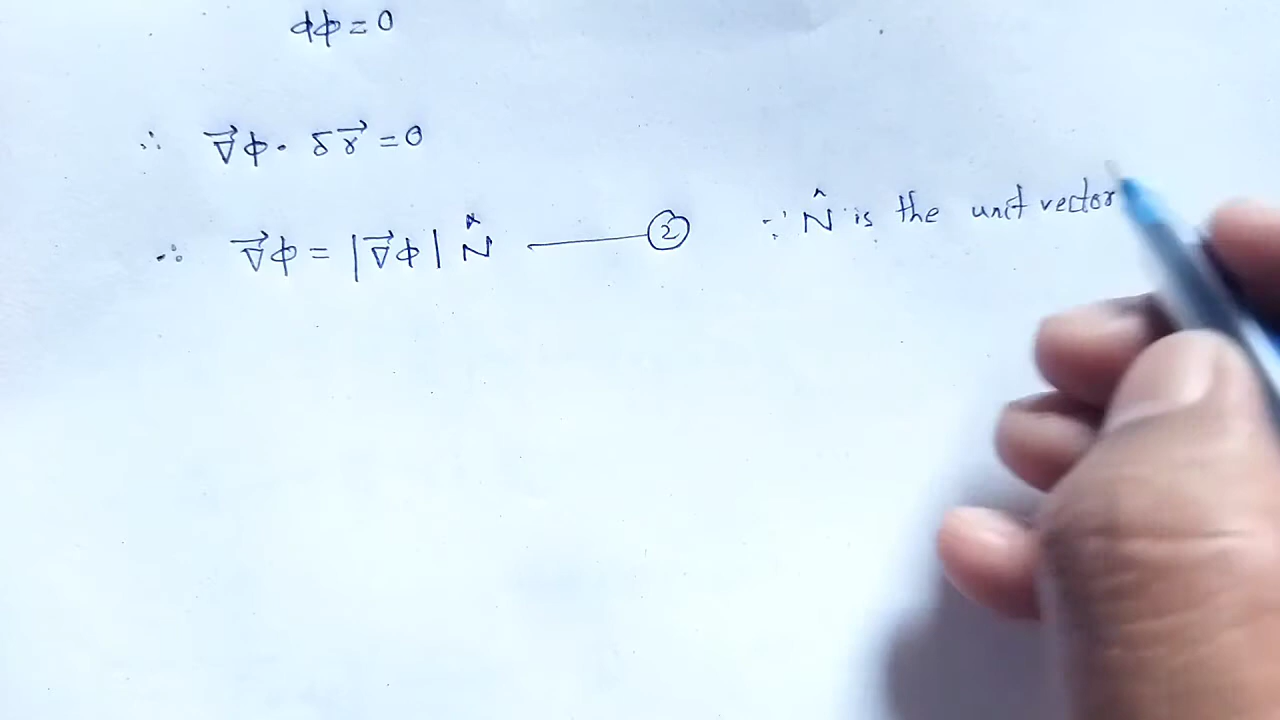 dϕ = 0
∴ ∇⃗ϕ · δr⃗ = 0
∴ ∇⃗ϕ = |∇⃗ϕ| N̂ —— ② ∵ N̂ is the unit vector